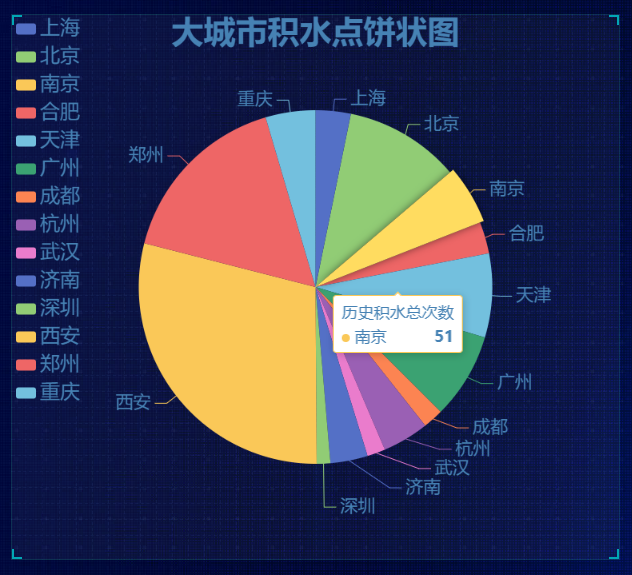 大城市积水点饼状图
上海
北京
南京
合肥
天津
广州
成都
杭州
武汉
济南
深圳
西安
郑州
重庆
重庆
上海
北京
郑州
南京
合肥
天津
历史积水总次数
南京 51
广州
西安
成都
杭州
武汉
济南
深圳